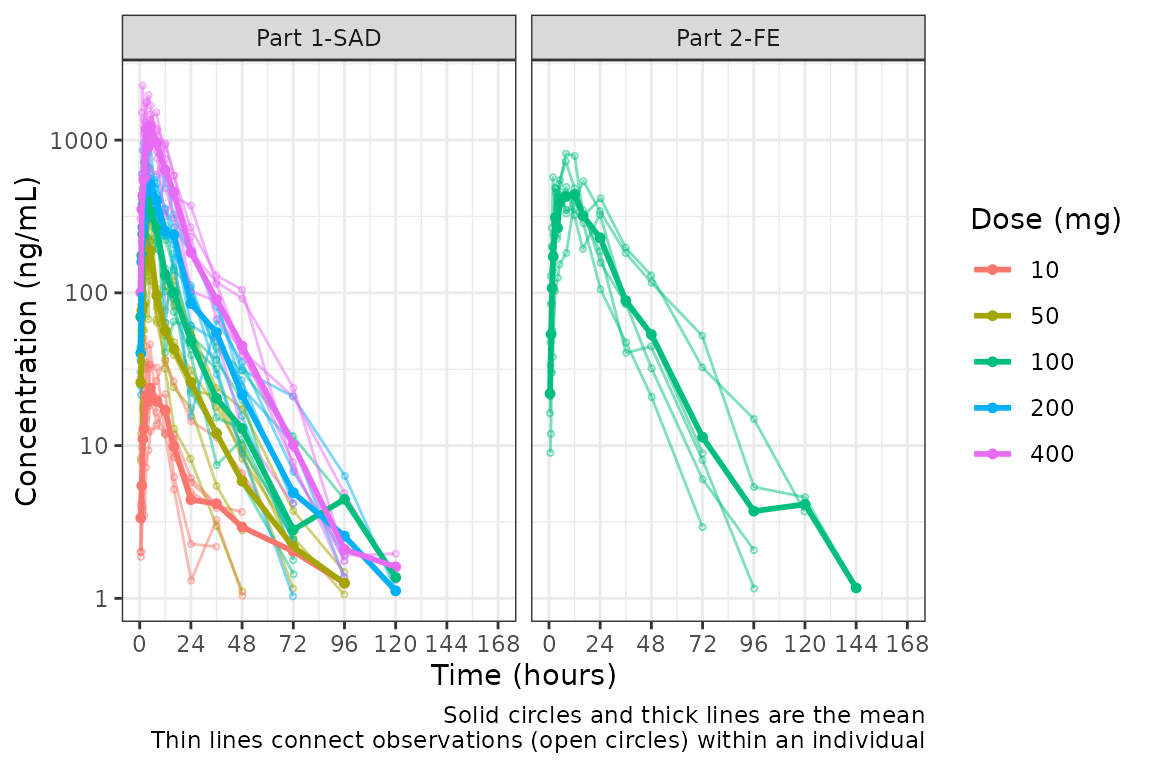 Part 1-SAD
Part 2-FE
Concentration (ng/mL)
1000
100
10
1
0 24 48 72 96 120 144 168
0 24 48 72 96 120 144 168
Time (hours)
Dose (mg)
10
50
100
200
400
Solid circles and thick lines are the mean
Thin lines connect observations (open circles) within an individual